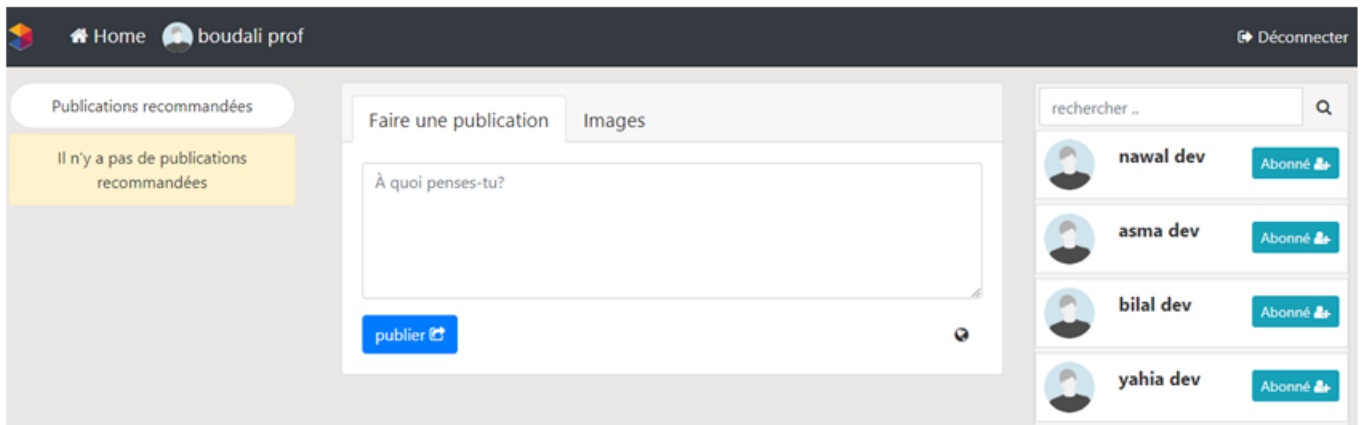 Home boudali prof Déconnecter
Publications recommandées
Il n'y a pas de publications
recommandées
Faire une publication Images
À quoi penses-tu?
publier
rechercher ..
nawal dev Abonné
asma dev Abonné
bilal dev Abonné
yahia dev Abonné